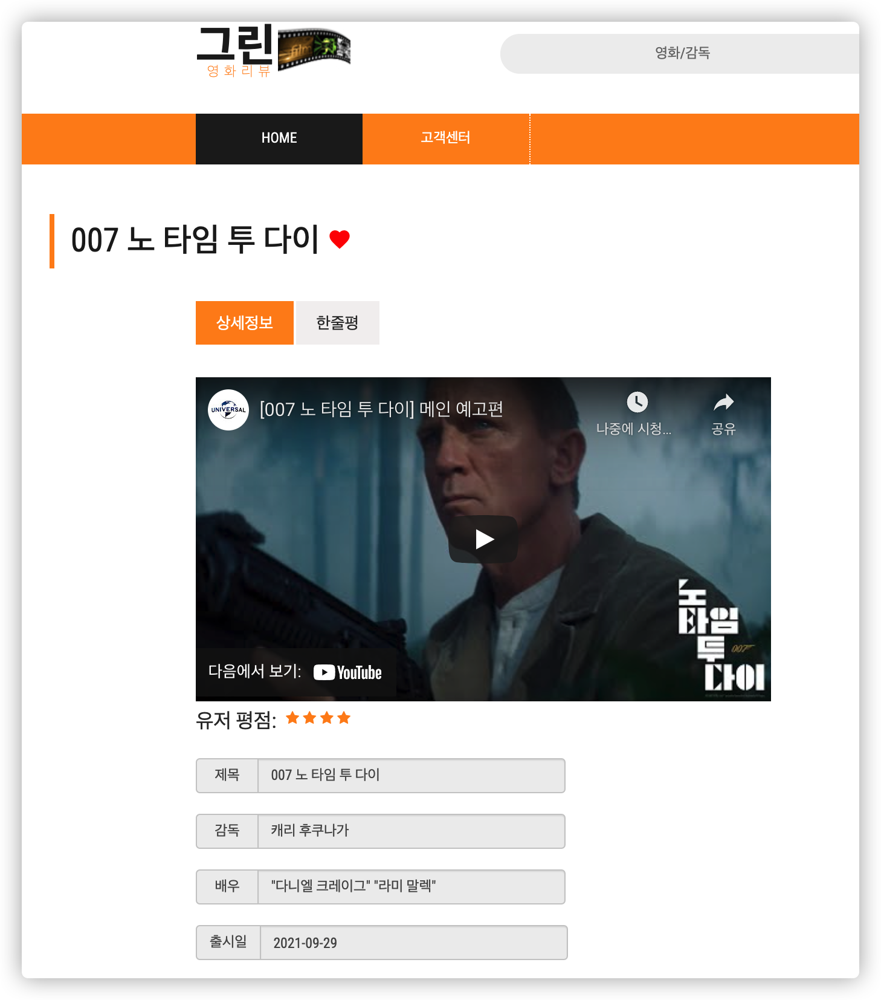 그린
film
영화리뷰
영화/감독
HOME
고객센터
007 노 타임 투 다이
상세정보
한줄평
UNIVERSAL
[007 노 타임 투 다이] 메인 예고편
나중에 시청...
공유
노
타임
투
007
다이
다음에서 보기: YouTube
유저 평점:
제목 007 노 타임 투 다이
감독 캐리 후쿠나가
배우 "다니엘 크레이그" "라미 말렉"
출시일 2021-09-29